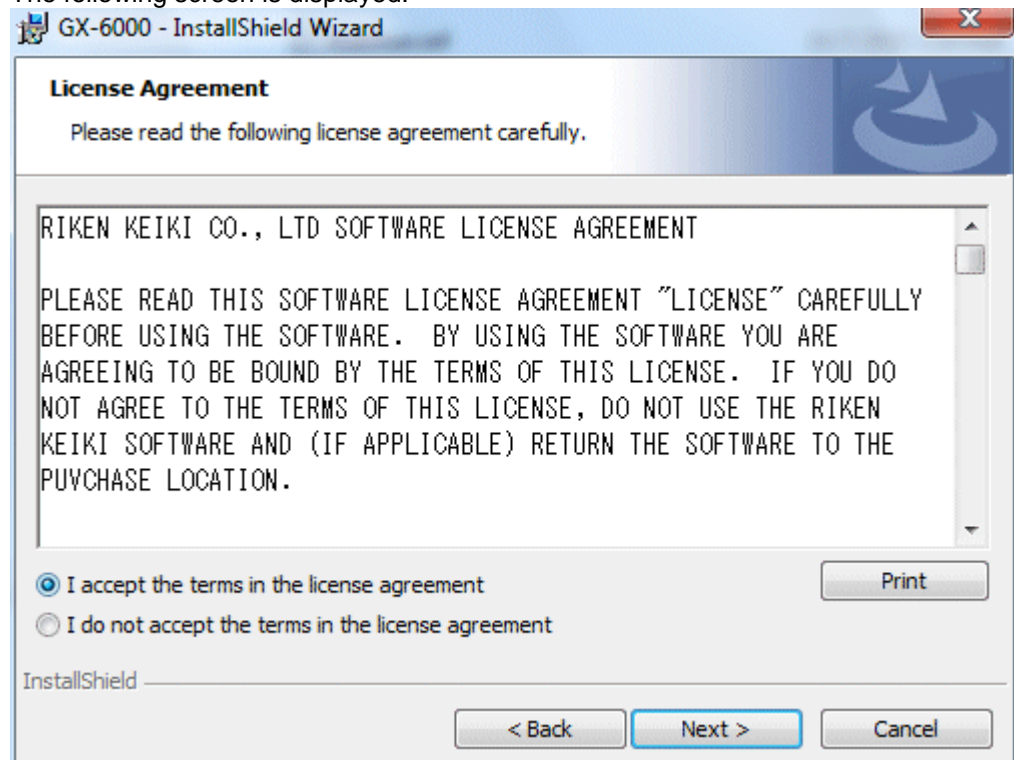 The following screen is displayed.
GX-6000 - InstallShield Wizard
License Agreement
Please read the following license agreement carefully.
RIKEN KEIKI CO., LTD SOFTWARE LICENSE AGREEMENT
PLEASE READ THIS SOFTWARE LICENSE AGREEMENT "LICENSE" CAREFULLY
BEFORE USING THE SOFTWARE. BY USING THE SOFTWARE YOU ARE
AGREEING TO BE BOUND BY THE TERMS OF THIS LICENSE. IF YOU DO
NOT AGREE TO THE TERMS OF THIS LICENSE, DO NOT USE THE RIKEN
KEIKI SOFTWARE AND (IF APPLICABLE) RETURN THE SOFTWARE TO THE
PUVCHASE LOCATION.
I accept the terms in the license agreement
Print
I do not accept the terms in the license agreement
InstallShield
< Back Next > Cancel